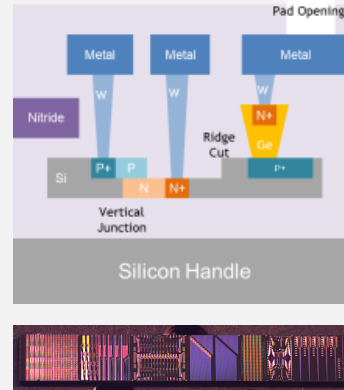 Pad Opening
Metal
Metal
Metal
W
W
W
Nitride
N+
Ridge
Cut
Ge
P+
P
P+
Si
N
N+
Vertical
Junction
Silicon Handle